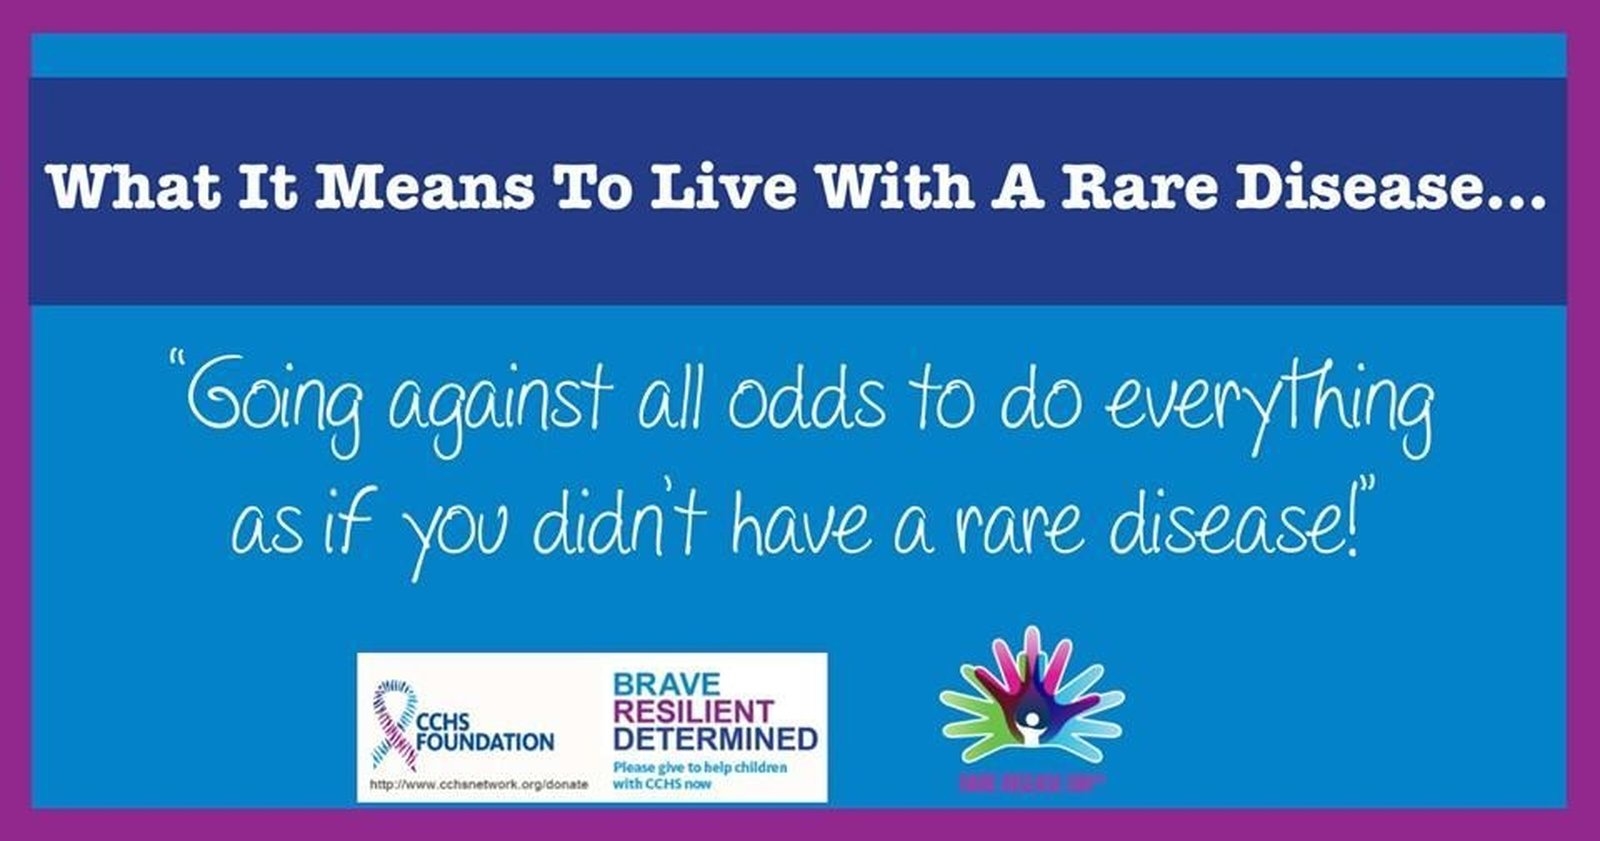 What It Means To Live With A Rare Disease...
“Going against all odds to do everything
as if you didn't have a rare disease!”
CCHS
FOUNDATION
http://www.cchsnetwork.org/donate
BRAVE
RESILIENT
DETERMINED
Please give to help children
with CCHS now